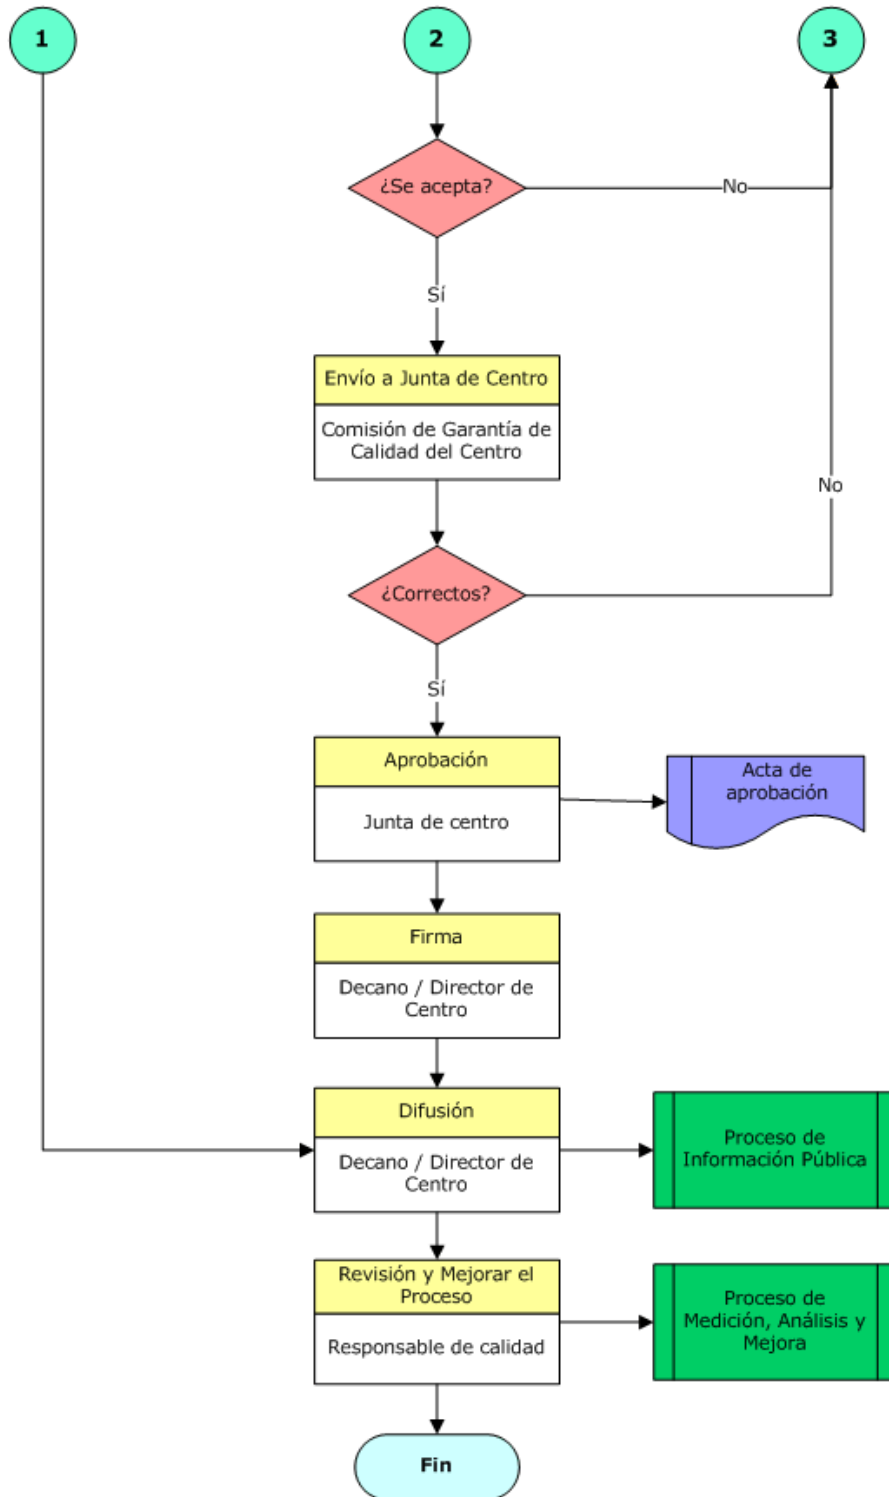 1
2
3
¿Se acepta?
No
Sí
Envío a Junta de Centro
Comisión de Garantía de
Calidad del Centro
No
¿Correctos?
Sí
Aprobación
Junta de centro
Acta de
aprobación
Firma
Decano / Director de
Centro
Difusión
Decano / Director de
Centro
Proceso de
Información Pública
Revisión y Mejorar el
Proceso
Responsable de calidad
Proceso de
Medición, Análisis y
Mejora
Fin